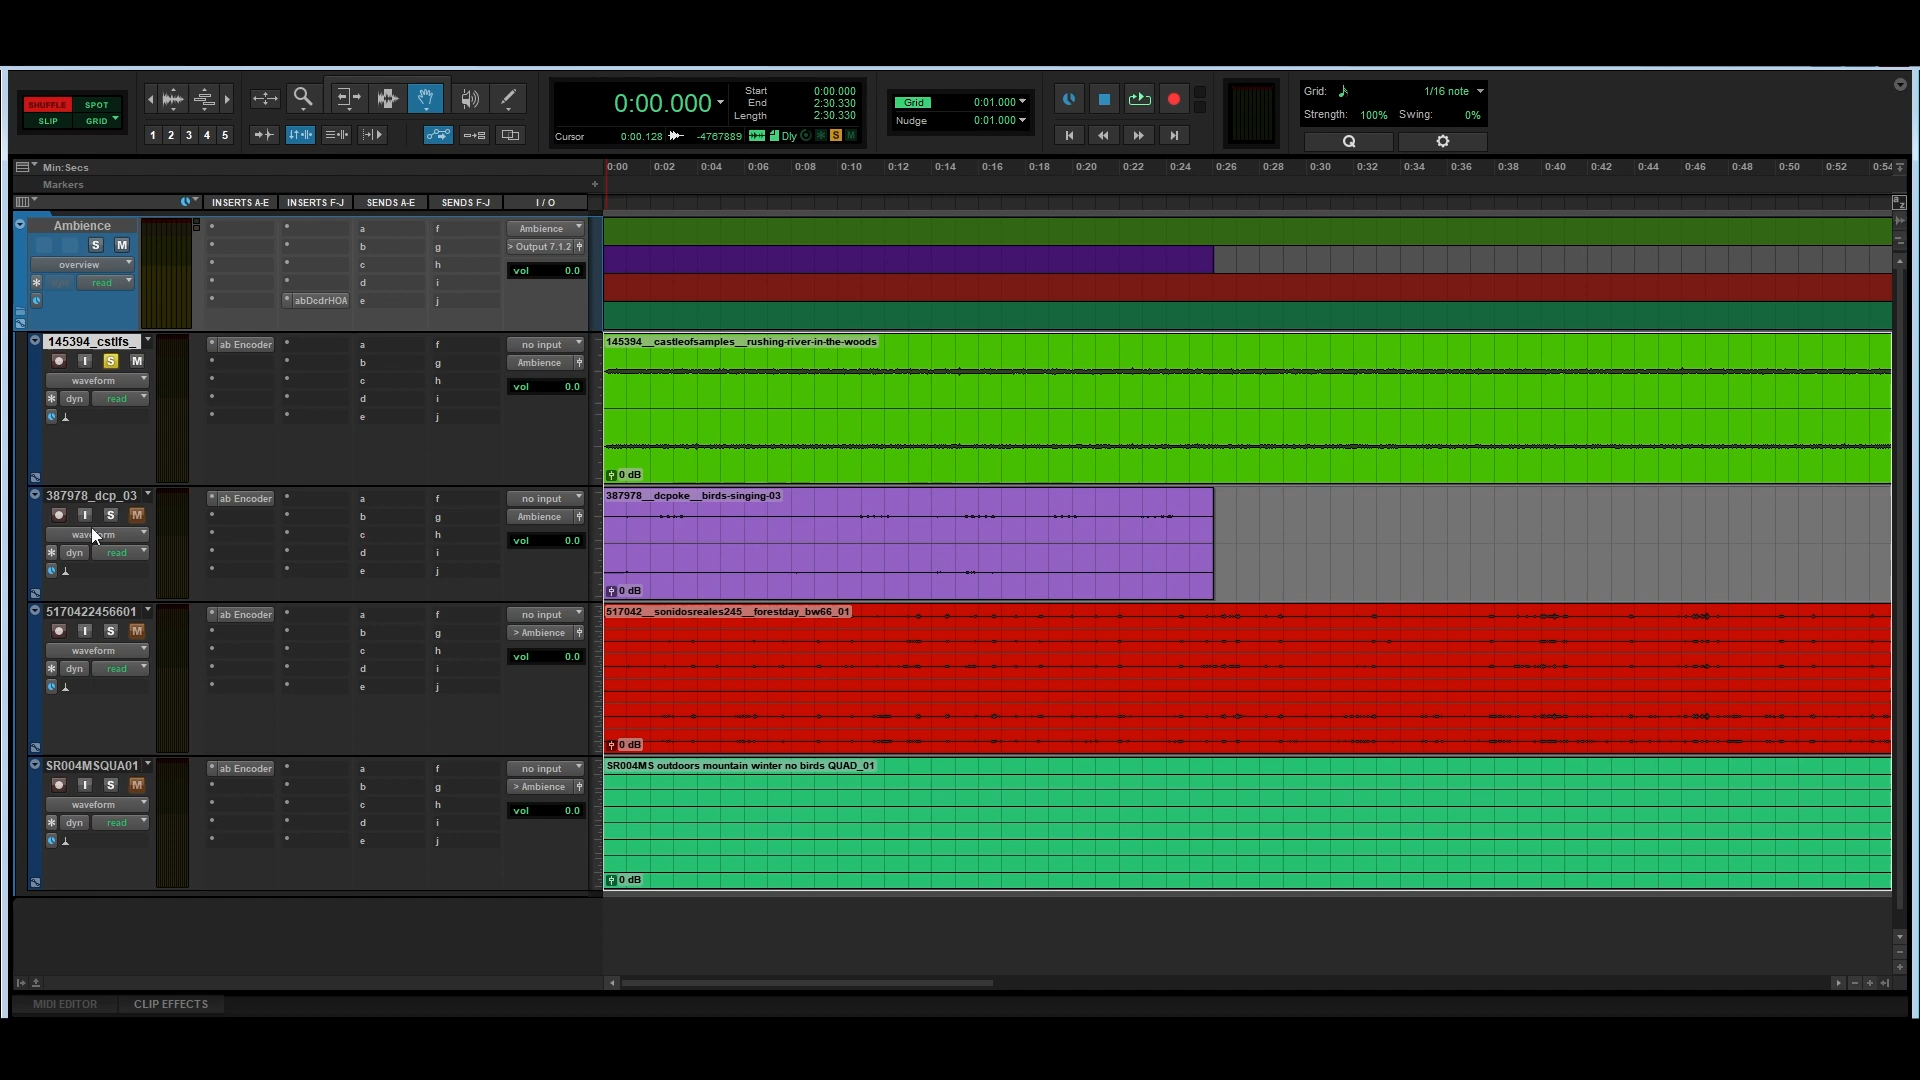 SHUFFLE SPOT
SLIP GRID
1 2 3 4 5
0:00.000
Start 0:00.000
End 2:30.330
Length 2:30.330
Cursor 0:00.128 -4767889 Dly S M
Grid 0:01.000
Nudge 0:01.000
Grid: 1/16 note
Strength: 100% Swing: 0%
Q
Min:Secs 0:00 0:02 0:04 0:06 0:08 0:10 0:12 0:14 0:16 0:18 0:20 0:22 0:24 0:26 0:28 0:30 0:32 0:34 0:36 0:38 0:40 0:42 0:44 0:46 0:48 0:50 0:52 0:54
Markers
INSERTS A-E INSERTS F-J SENDS A-E SENDS F-J I / O
Ambience a f Ambience
S M b g > Output 7.1.2
overview c h vol 0.0
dyn read d i
abDcdrHOA e j
145394_cstlfs_ ab Encoder a f no input 145394__castleofsamples__rushing-river-in-the-woods
I S M b g Ambience
waveform c h vol 0.0
dyn read d i
e j
0 dB
387978_dcp_03 ab Encoder a f no input 387978__dcpoke__birds-singing-03
I S M b g Ambience
waveform c h vol 0.0
dyn read d i
e j
0 dB
5170422456601 ab Encoder a f no input 517042__sonidosreales245__forestday_bw66_01
I S M b g > Ambience
waveform c h vol 0.0
dyn read d i
e j
0 dB
SR004MSQUA01 ab Encoder a f no input SR004MS outdoors mountain winter no birds QUAD_01
I S M b g > Ambience
waveform c h vol 0.0
dyn read d i
e j
0 dB
MIDI EDITOR CLIP EFFECTS